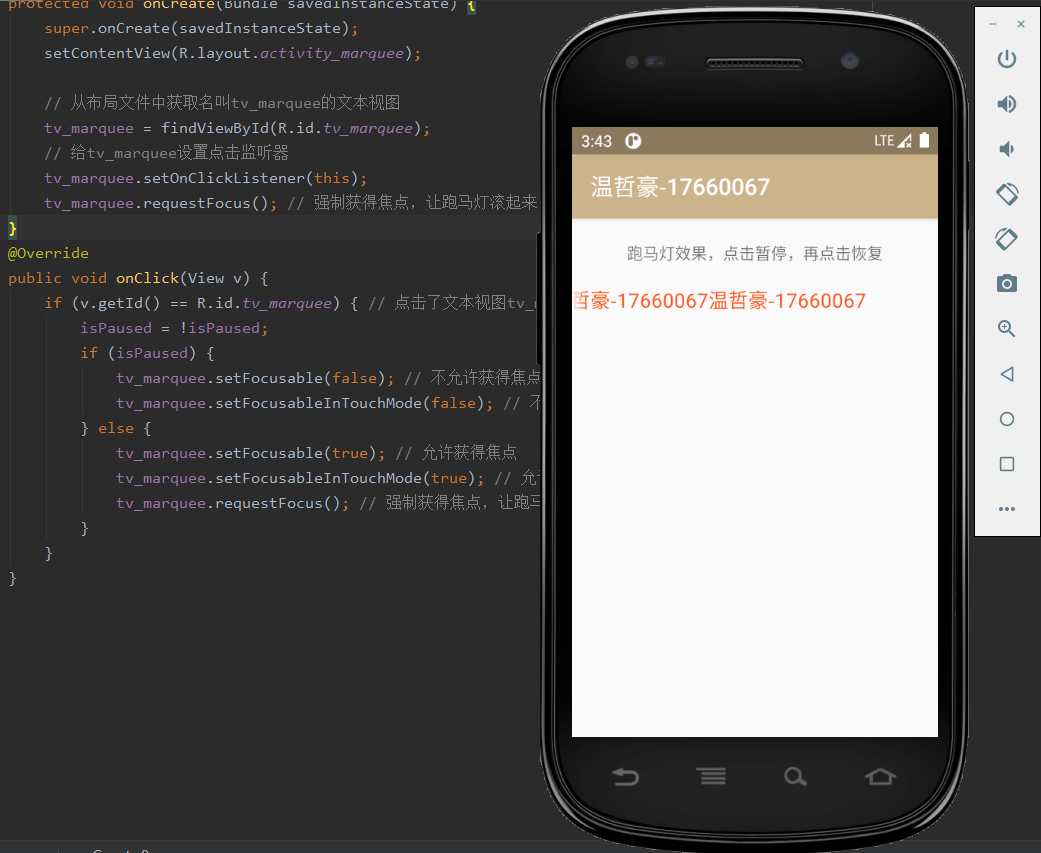 protected void onCreate(Bundle savedInstanceState) {
super.onCreate(savedInstanceState);
setContentView(R.layout.activity_marquee);
// 从布局文件中获取名叫tv_marquee的文本视图
tv_marquee = findViewById(R.id.tv_marquee);
// 给tv_marquee设置点击监听器
tv_marquee.setOnClickListener(this);
tv_marquee.requestFocus(); // 强制获得焦点，让跑马灯滚起来
}
@Override
public void onClick(View v) {
if (v.getId() == R.id.tv_marquee) { // 点击了文本视图tv_
isPaused = !isPaused;
if (isPaused) {
tv_marquee.setFocusable(false); // 不允许获得焦点
tv_marquee.setFocusableInTouchMode(false); // 不
} else {
tv_marquee.setFocusable(true); // 允许获得焦点
tv_marquee.setFocusableInTouchMode(true); // 允
tv_marquee.requestFocus(); // 强制获得焦点，让跑马
}
}
}
3:43 LTE
温哲豪-17660067
跑马灯效果，点击暂停，再点击恢复
哲豪-17660067温哲豪-17660067